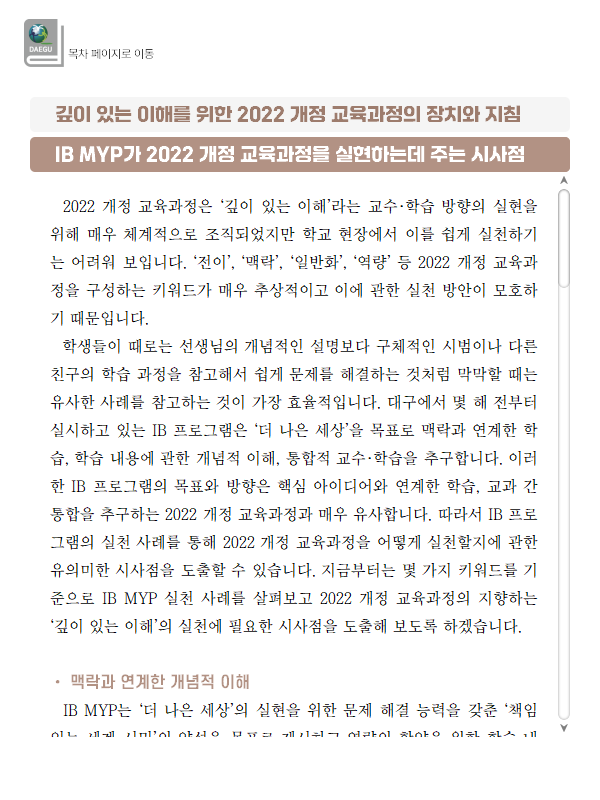 DAEGU
목차 페이지로 이동
깊이 있는 이해를 위한 2022 개정 교육과정의 장치와 지침
IB MYP가 2022 개정 교육과정을 실현하는데 주는 시사점
2022 개정 교육과정은 ‘깊이 있는 이해’라는 교수·학습 방향의 실현을
위해 매우 체계적으로 조직되었지만 학교 현장에서 이를 쉽게 실천하기
는 어려워 보입니다. ‘전이’, ‘맥락’, ‘일반화’, ‘역량’ 등 2022 개정 교육과
정을 구성하는 키워드가 매우 추상적이고 이에 관한 실천 방안이 모호하
기 때문입니다.
학생들이 때로는 선생님의 개념적인 설명보다 구체적인 시범이나 다른
친구의 학습 과정을 참고해서 쉽게 문제를 해결하는 것처럼 막막할 때는
유사한 사례를 참고하는 것이 가장 효율적입니다. 대구에서 몇 해 전부터
실시하고 있는 IB 프로그램은 ‘더 나은 세상’을 목표로 맥락과 연계한 학
습, 학습 내용에 관한 개념적 이해, 통합적 교수·학습을 추구합니다. 이러
한 IB 프로그램의 목표와 방향은 핵심 아이디어와 연계한 학습, 교과 간
통합을 추구하는 2022 개정 교육과정과 매우 유사합니다. 따라서 IB 프로
그램의 실천 사례를 통해 2022 개정 교육과정을 어떻게 실천할지에 관한
유의미한 시사점을 도출할 수 있습니다. 지금부터는 몇 가지 키워드를 기
준으로 IB MYP 실천 사례를 살펴보고 2022 개정 교육과정의 지향하는
‘깊이 있는 이해’의 실천에 필요한 시사점을 도출해 보도록 하겠습니다.
• 맥락과 연계한 개념적 이해
IB MYP는 ‘더 나은 세상’의 실현을 위한 문제 해결 능력을 갖춘 ‘책임